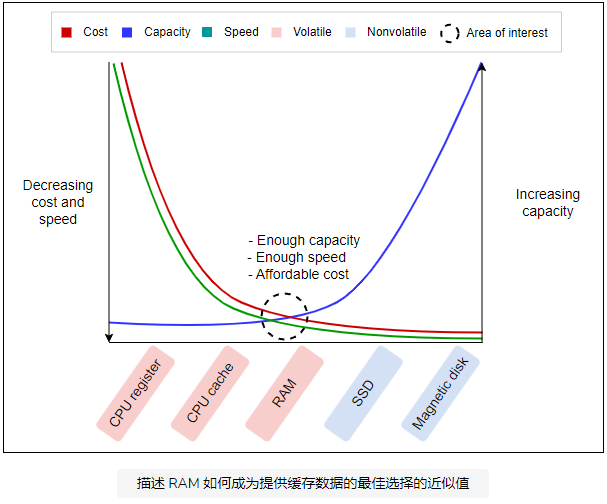 Cost Capacity Speed Volatile Nonvolatile Area of interest
Decreasing
cost and
speed
- Enough capacity
- Enough speed
- Affordable cost
Increasing
capacity
CPU register
CPU cache
RAM
SSD
Magnetic disk
描述 RAM 如何成为提供缓存数据的最佳选择的近似值